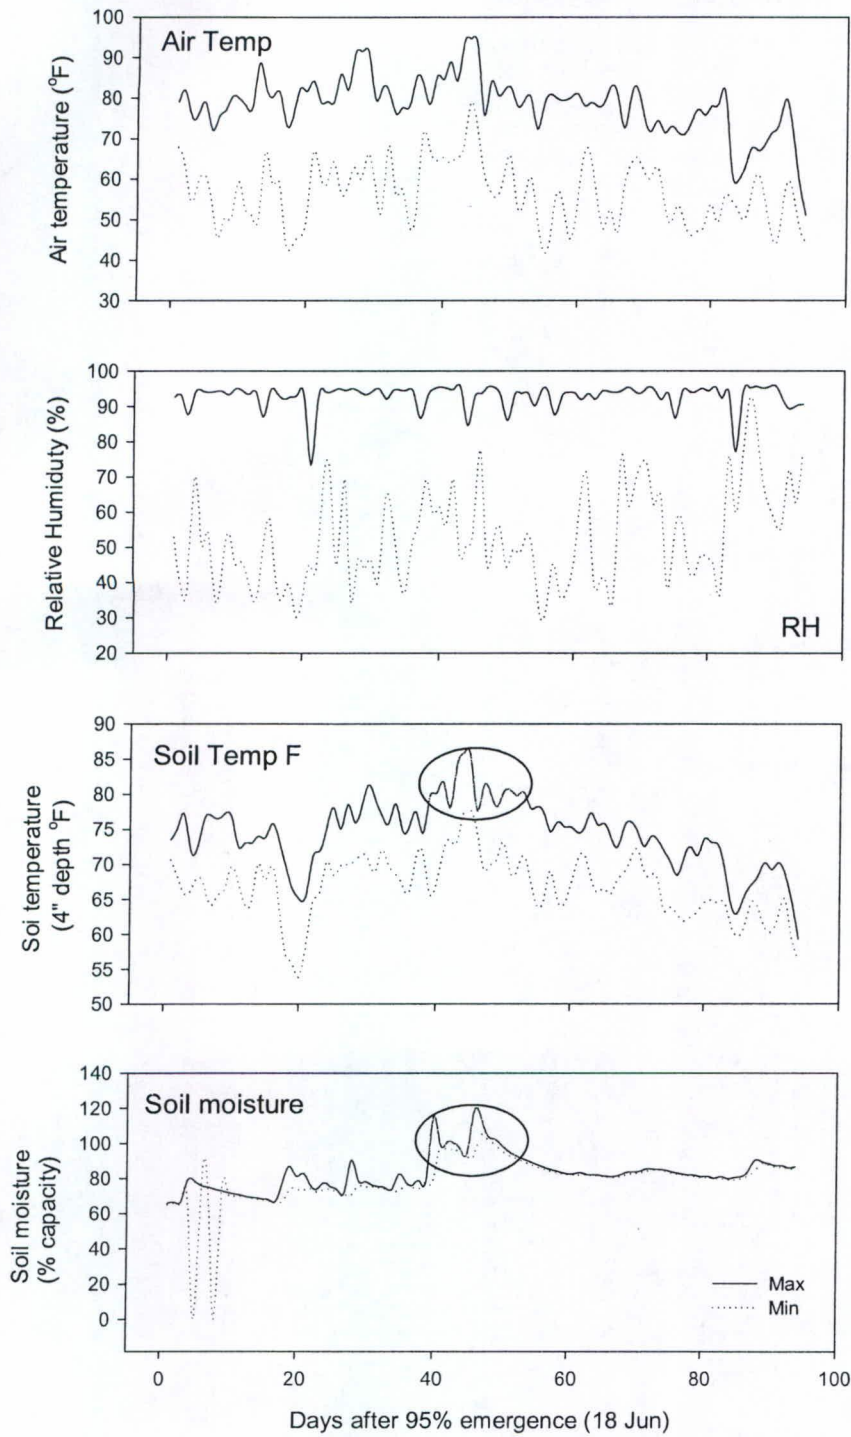 Air Temp
Air temperature (°F)
100
90
80
70
60
50
40
30
Relative Humiduty (%)
100
90
80
70
60
50
40
30
20
RH
Soil Temp F
Soi temperature
(4" depth °F)
90
85
80
75
70
65
60
55
50
Soil moisture
Soil moisture
(% capacity)
140
120
100
80
60
40
20
0
Max
Min
0 20 40 60 80 100
Days after 95% emergence (18 Jun)